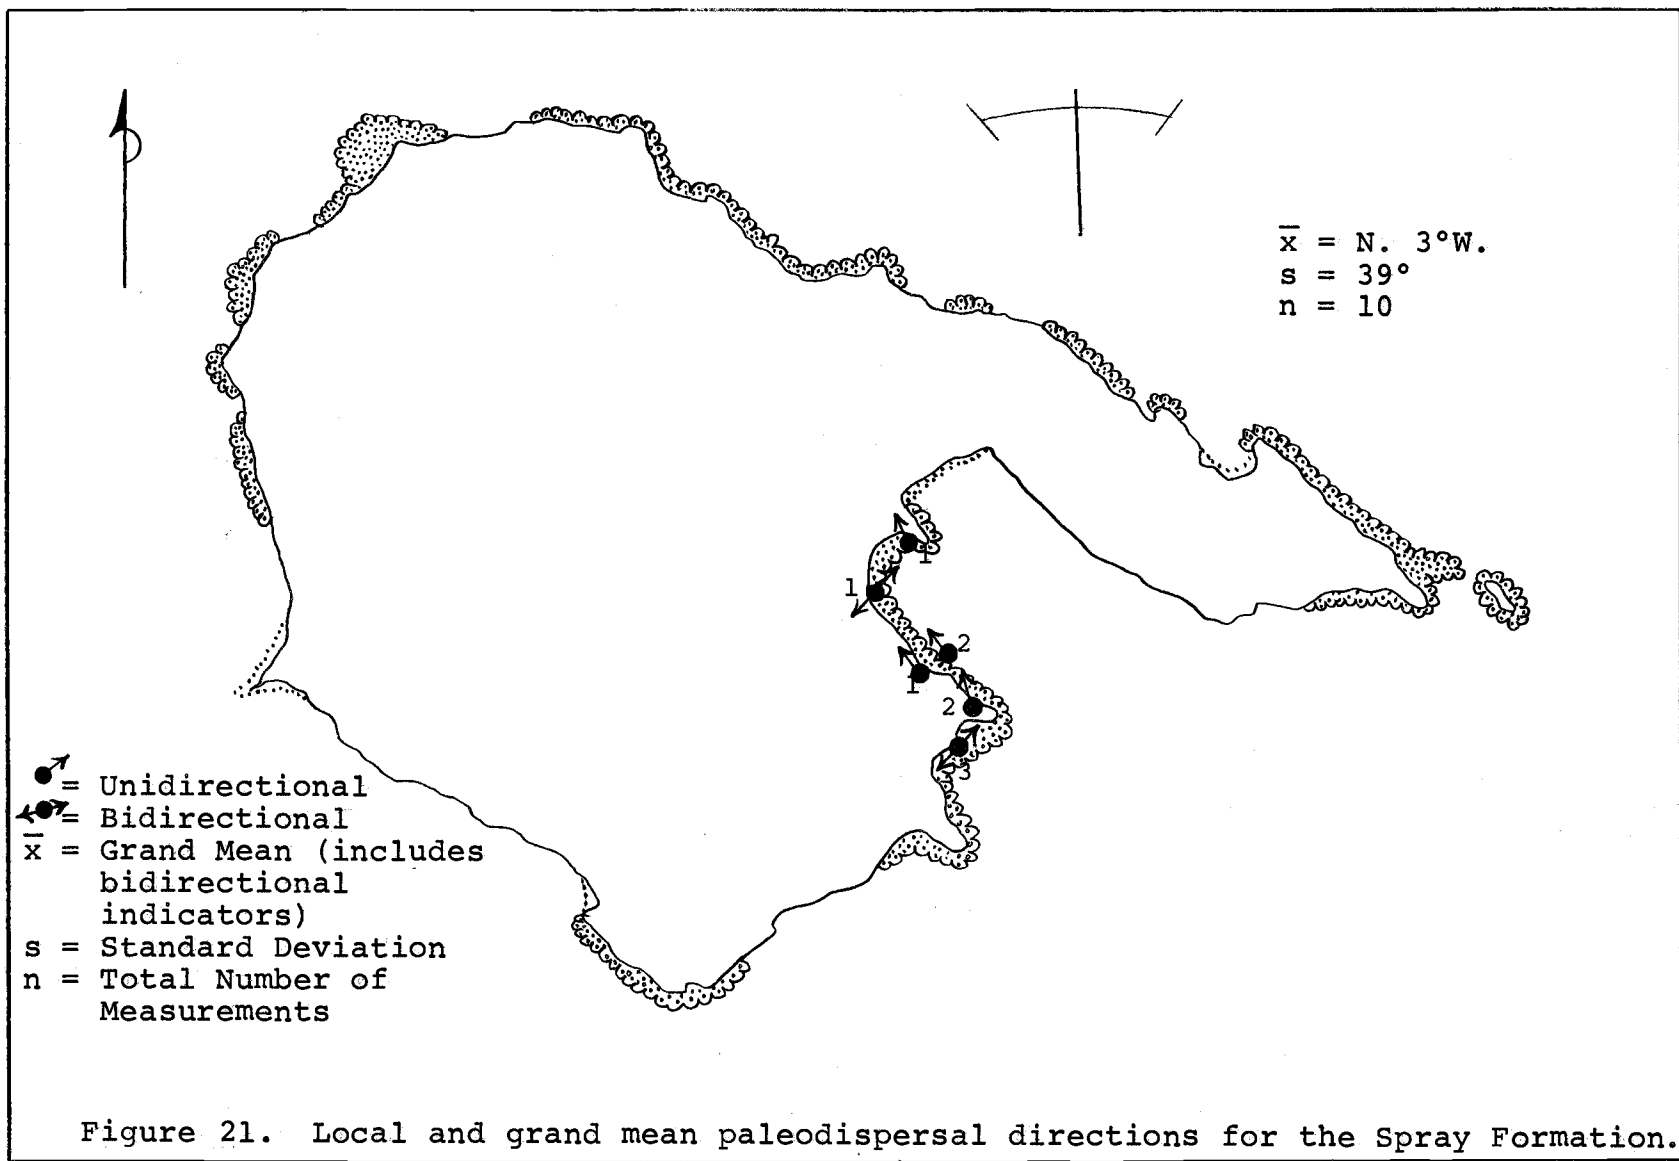 x̄ = N. 3°W.
s = 39°
n = 10
1
1
2
1
2
3
= Unidirectional
= Bidirectional
x̄ = Grand Mean (includes
bidirectional
indicators)
s = Standard Deviation
n = Total Number of
Measurements
Figure 21. Local and grand mean paleodispersal directions for the Spray Formation.